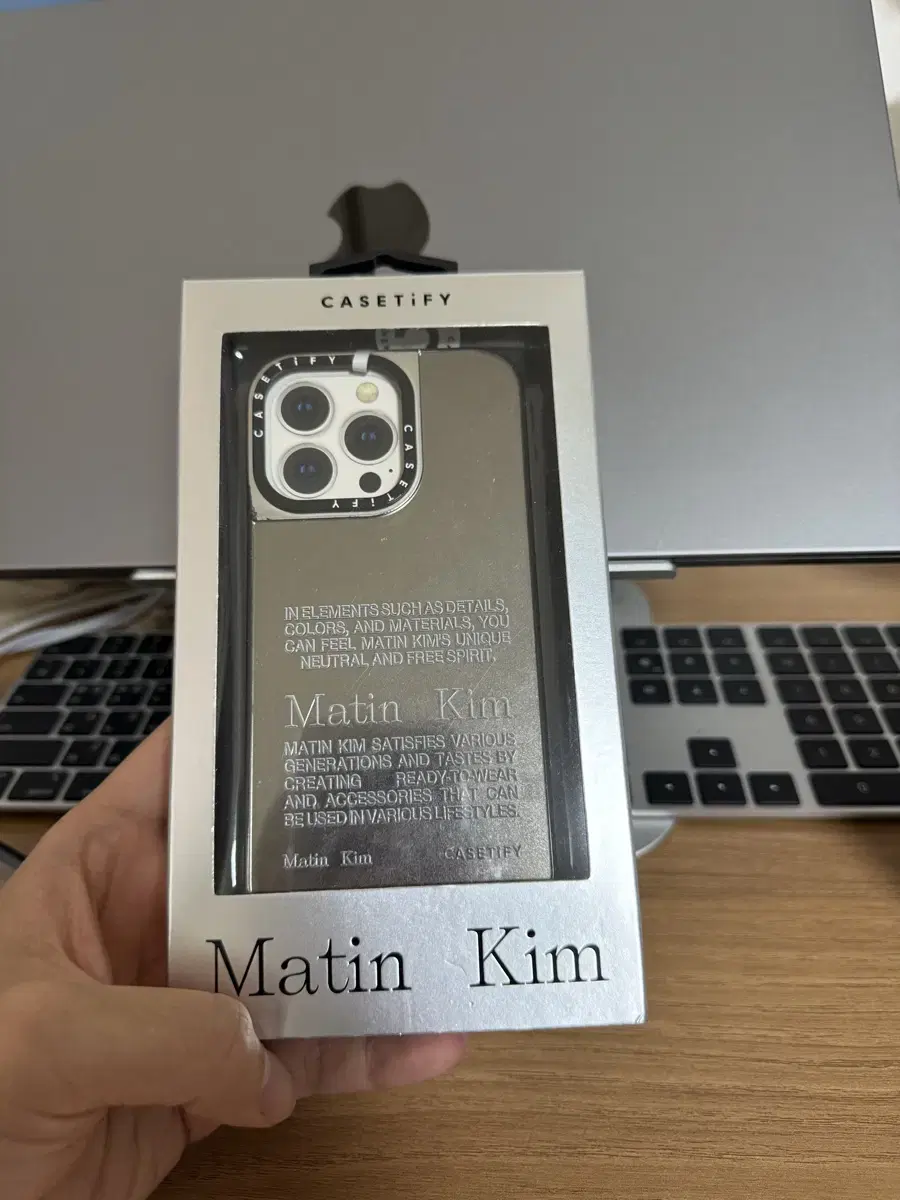 CASETiFY
CASETiFY
CASETiFY
CASETiFY
IN ELEMENTS SUCH AS DETAILS,
COLORS, AND MATERIALS, YOU
CAN FEEL MATIN KIM'S UNIQUE
NEUTRAL AND FREE SPIRIT.
Matin Kim
MATIN KIM SATISFIES VARIOUS
GENERATIONS AND TASTES BY
CREATING READY-TO-WEAR
AND ACCESSORIES THAT CAN
BE USED IN VARIOUS LIFESTYLES.
Matin Kim CASETiFY
Matin Kim